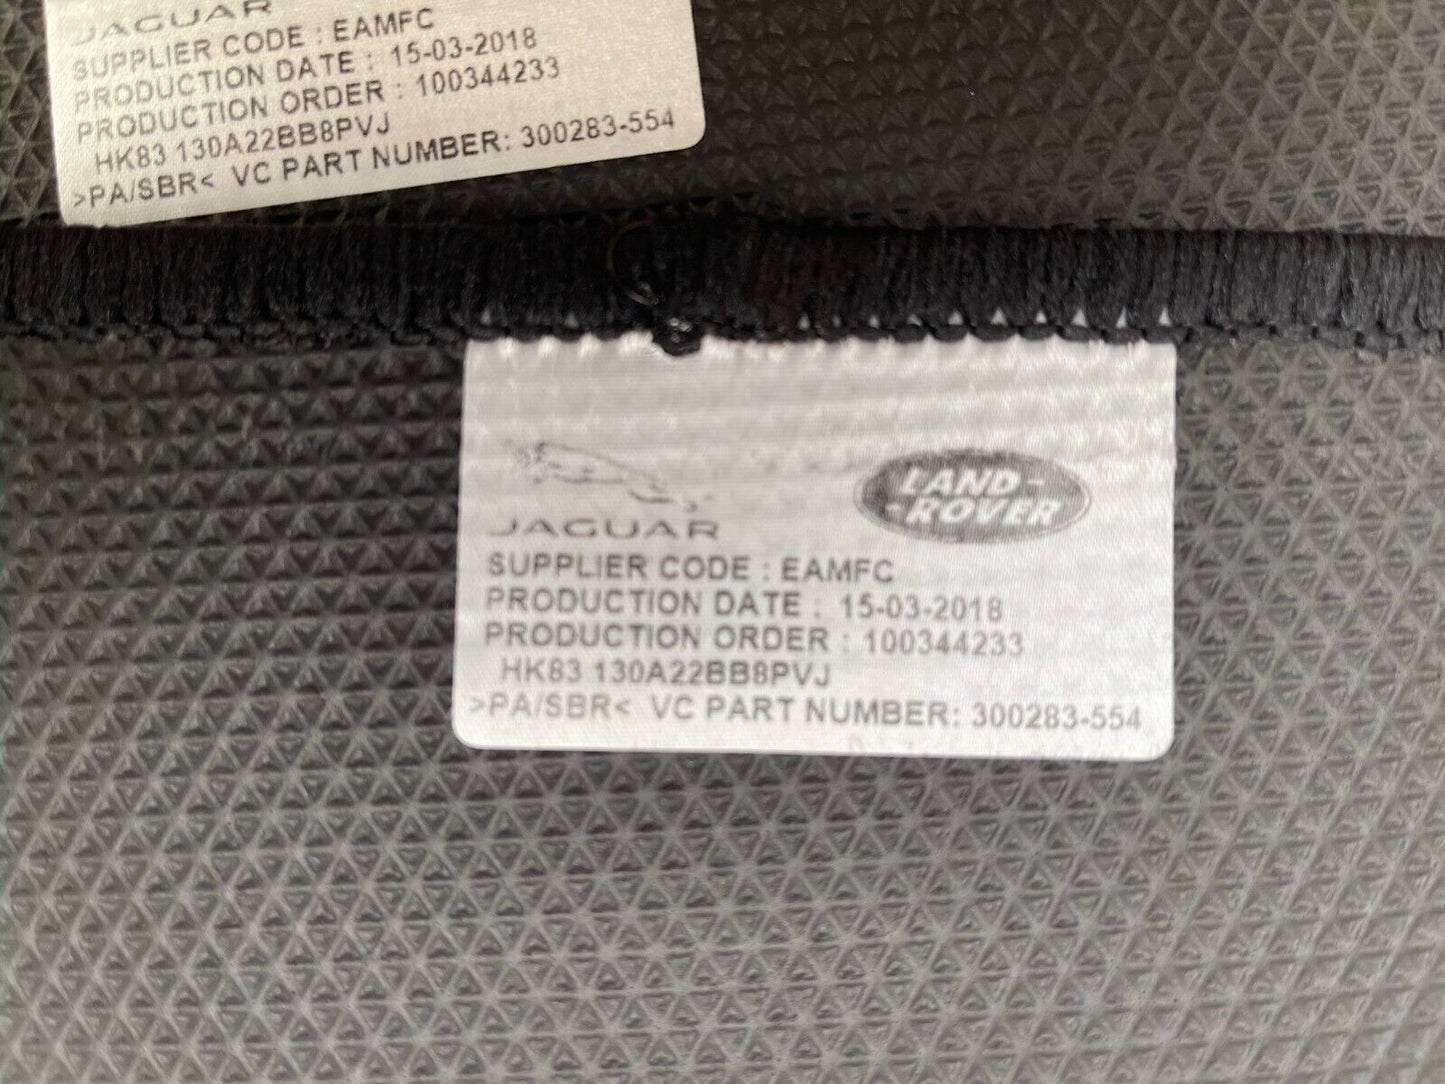 JAGUAR
SUPPLIER CODE : EAMFC
PRODUCTION DATE : 15-03-2018
PRODUCTION ORDER : 100344233
HK83 130A22BB8PVJ
>PA/SBR< VC PART NUMBER: 300283-554
JAGUAR
LAND-
-ROVER
SUPPLIER CODE : EAMFC
PRODUCTION DATE : 15-03-2018
PRODUCTION ORDER : 100344233
HK83 130A22BB8PVJ
>PA/SBR< VC PART NUMBER: 300283-554